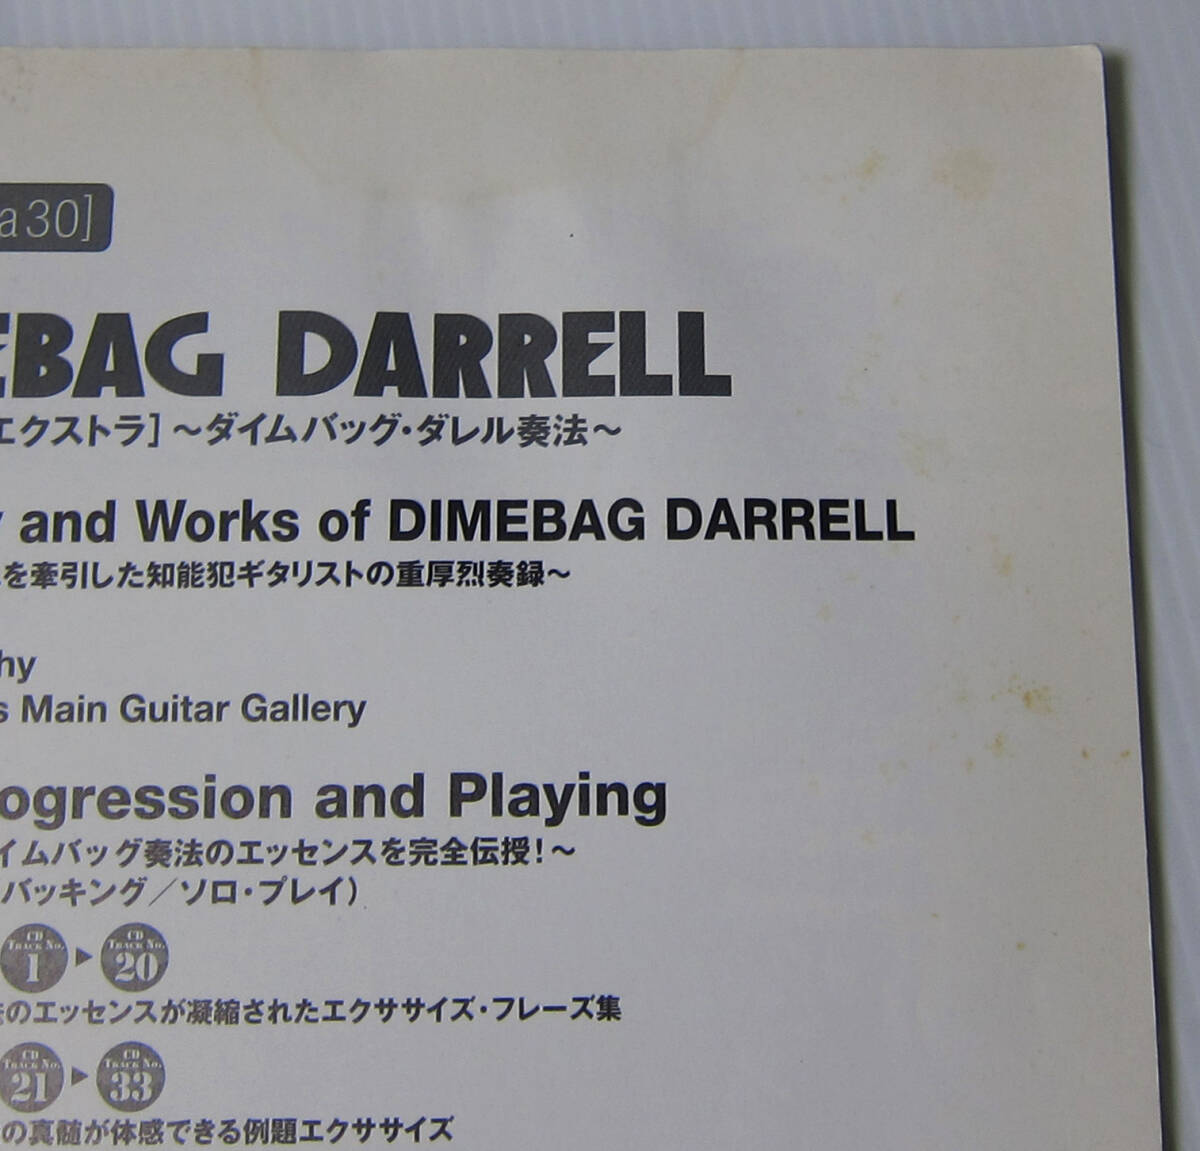 a30]
EBAG DARRELL
エクストラ]～ダイムバッグ・ダレル奏法～
and Works of DIMEBAG DARRELL
を牽引した知能犯ギタリストの重厚烈奏録～
hy
s Main Guitar Gallery
ogression and Playing
イムバッグ奏法のエッセンスを完全伝授!～
バッキング／ソロ・プレイ)
CD TRACK No. 1 ▶ CD TRACK No. 20
のエッセンスが凝縮されたエクササイズ・フレーズ集
CD TRACK No. 21 ▶ CD TRACK No. 33
の真髄が体感できる例題エクササイズ